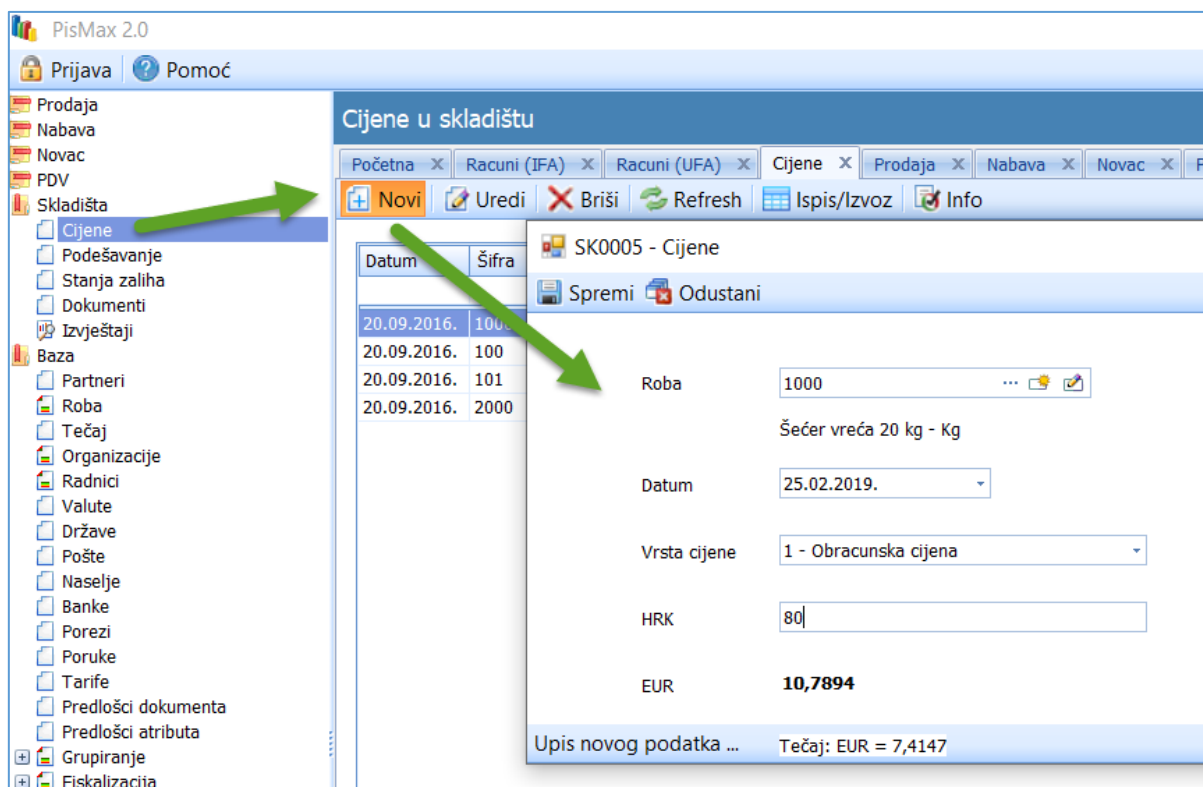 PisMax 2.0
Prijava Pomoć
Prodaja
Nabava
Novac
PDV
Skladišta
Cijene
Podešavanje
Stanja zaliha
Dokumenti
Izvještaji
Baza
Partneri
Roba
Tečaj
Organizacije
Radnici
Valute
Države
Pošte
Naselje
Banke
Porezi
Poruke
Tarife
Predlošci dokumenta
Predlošci atributa
Grupiranje
Fiskalizacija
Cijene u skladištu
Početna Racuni (IFA) Racuni (UFA) Cijene Prodaja Nabava Novac
Novi Uredi Briši Refresh Ispis/Izvoz Info
Datum Šifra
20.09.2016. 1000
20.09.2016. 100
20.09.2016. 101
20.09.2016. 2000
SK0005 - Cijene
Spremi Odustani
Roba 1000 ...
Šećer vreća 20 kg - Kg
Datum 25.02.2019.
Vrsta cijene 1 - Obracunska cijena
HRK 80
EUR 10,7894
Upis novog podatka ... Tečaj: EUR = 7,4147